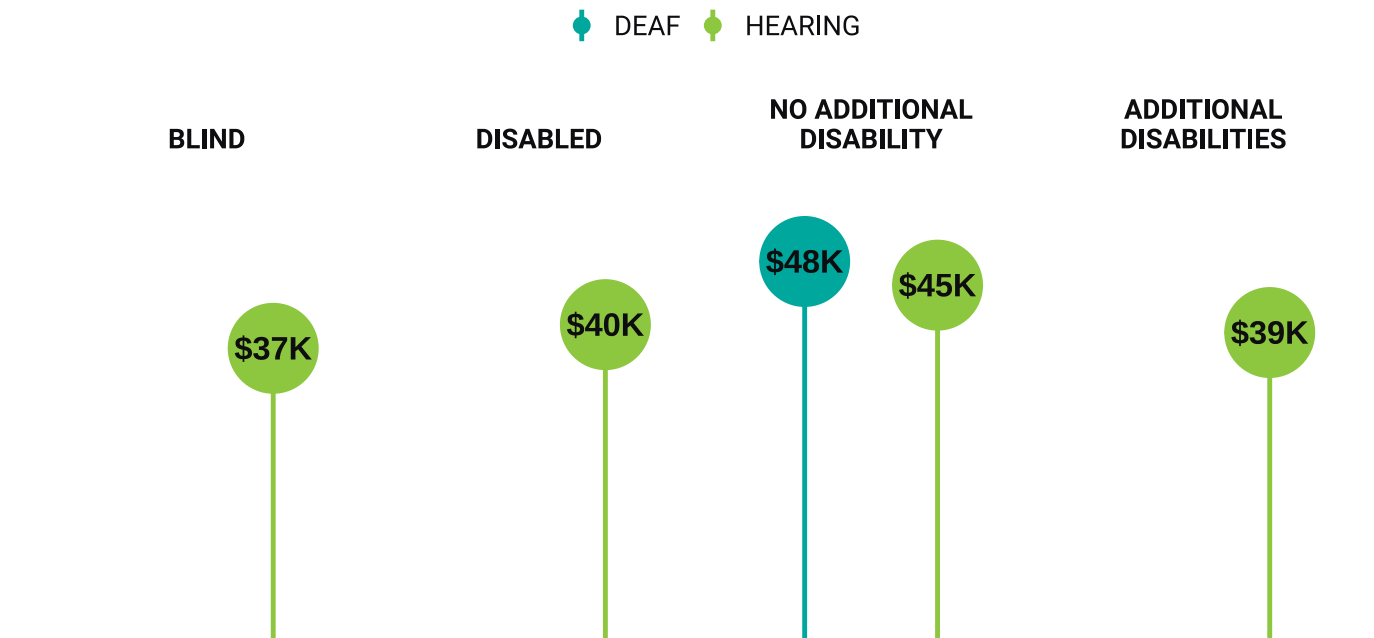 DEAF HEARING
BLIND
DISABLED
NO ADDITIONAL
DISABILITY
ADDITIONAL
DISABILITIES
$37K
$40K
$48K
$45K
$39K